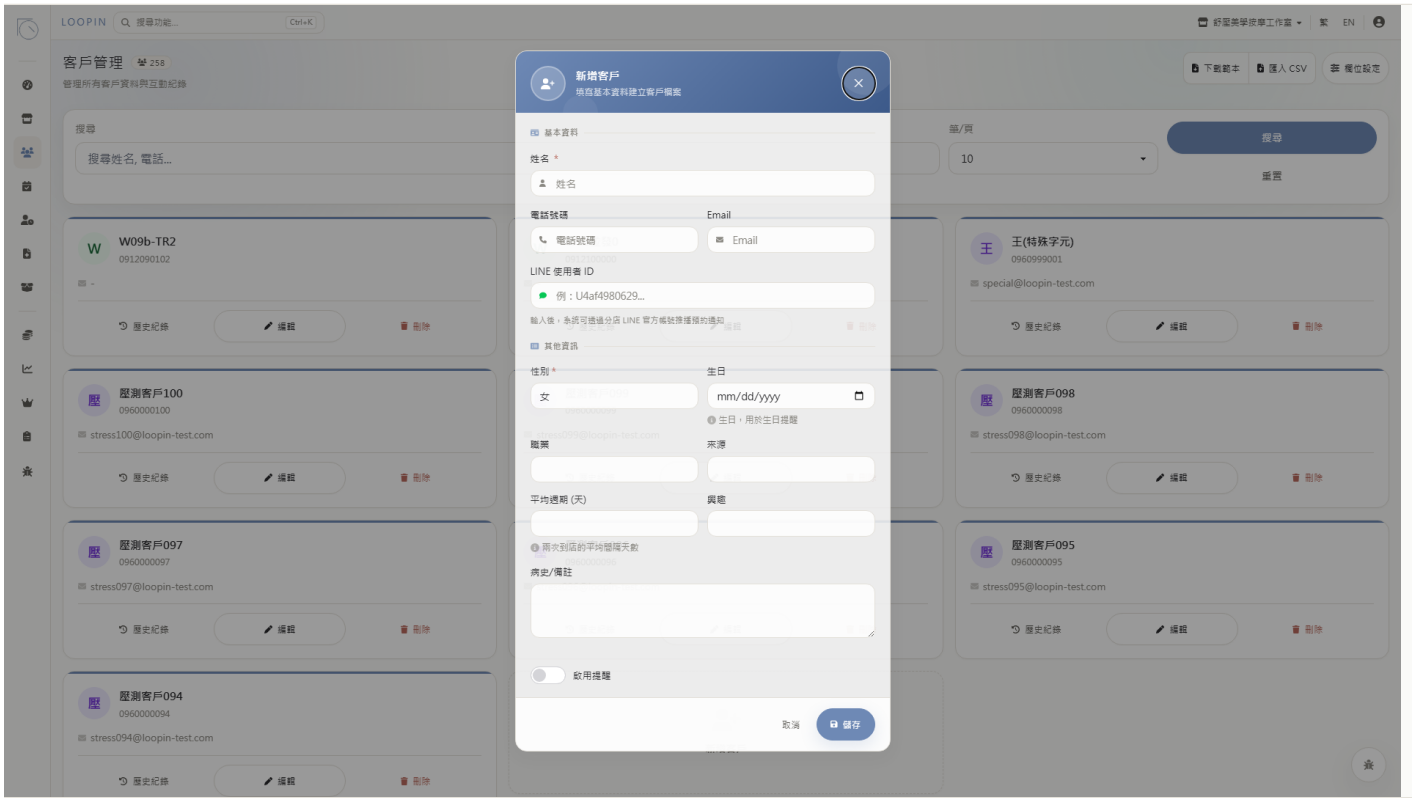 LOOPIN
搜尋功能...
Ctrl+K
舒壓美學按摩工作室
繁
EN
客戶管理
258
管理所有客戶資料與互動紀錄
下載範本
匯入 CSV
欄位設定
搜尋
搜尋姓名, 電話...
筆/頁
10
搜尋
重置
W
W09b-TR2
0912090102
-
歷史紀錄
編輯
刪除
王
王(特殊字元)
0960999001
special@loopin-test.com
歷史紀錄
編輯
刪除
壓
壓測客戶100
0960000100
stress100@loopin-test.com
歷史紀錄
編輯
刪除
壓
壓測客戶098
0960000098
stress098@loopin-test.com
歷史紀錄
編輯
刪除
壓
壓測客戶097
0960000097
stress097@loopin-test.com
歷史紀錄
編輯
刪除
壓
壓測客戶095
0960000095
stress095@loopin-test.com
歷史紀錄
編輯
刪除
壓
壓測客戶094
0960000094
stress094@loopin-test.com
歷史紀錄
編輯
刪除
新增客戶
填寫基本資料建立客戶檔案
基本資料
姓名 *
姓名
電話號碼
Email
電話號碼
Email
LINE 使用者 ID
例：U4af4980629...
輸入後，系統可透過分店 LINE 官方帳號推播預約通知
其他資訊
性別 *
生日
女
mm/dd/yyyy
生日，用於生日提醒
stress099@loopin-test.com
職業
來源
平均週期 (天)
興趣
兩次到店的平均間隔天數
病史/備註
啟用提醒
取消
儲存